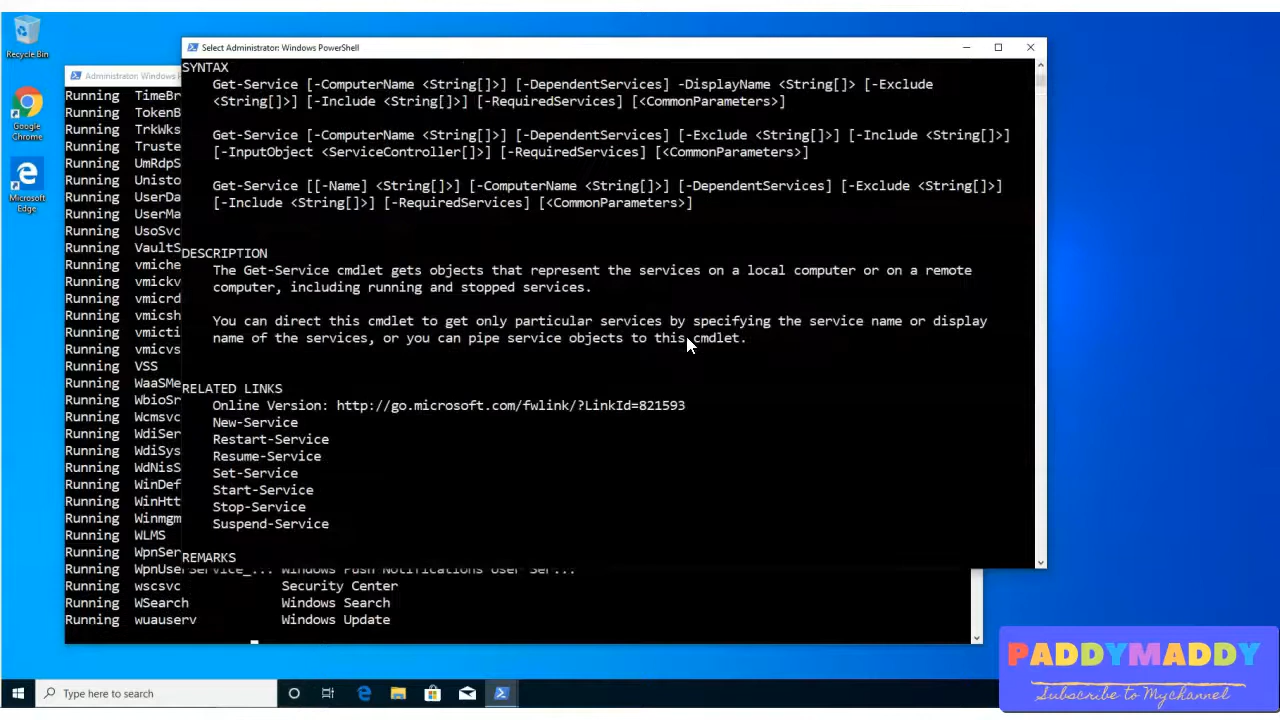 Recycle Bin
Google
Chrome
Microsoft
Edge
Select Administrator: Windows PowerShell
SYNTAX
Get-Service [-ComputerName <String[]>] [-DependentServices] -DisplayName <String[]> [-Exclude
<String[]>] [-Include <String[]>] [-RequiredServices] [<CommonParameters>]
Get-Service [-ComputerName <String[]>] [-DependentServices] [-Exclude <String[]>] [-Include <String[]>]
[-InputObject <ServiceController[]>] [-RequiredServices] [<CommonParameters>]
Get-Service [[-Name] <String[]>] [-ComputerName <String[]>] [-DependentServices] [-Exclude <String[]>]
[-Include <String[]>] [-RequiredServices] [<CommonParameters>]
DESCRIPTION
The Get-Service cmdlet gets objects that represent the services on a local computer or on a remote
computer, including running and stopped services.
You can direct this cmdlet to get only particular services by specifying the service name or display
name of the services, or you can pipe service objects to this cmdlet.
RELATED LINKS
Online Version: http://go.microsoft.com/fwlink/?LinkId=821593
New-Service
Restart-Service
Resume-Service
Set-Service
Start-Service
Stop-Service
Suspend-Service
REMARKS
Administrator: Windows P
Running TimeBr
Running TokenB
Running TrkWks
Running Truste
Running UmRdpS
Running Unisto
Running UserDa
Running UserMa
Running UsoSvc
Running VaultS
Running vmiche
Running vmickv
Running vmicrd
Running vmicsh
Running vmicti
Running vmicvs
Running VSS
Running WaaSMe
Running WbioSr
Running Wcmsvc
Running WdiSer
Running WdiSys
Running WdNisS
Running WinDef
Running WinHtt
Running Winmgm
Running WLMS
Running WpnSer
Running WpnUserService_... Windows Push Notifications User Ser...
Running wscsvc Security Center
Running WSearch Windows Search
Running wuauserv Windows Update
Type here to search
PADDYMADDY
Subscribe to Mychannel